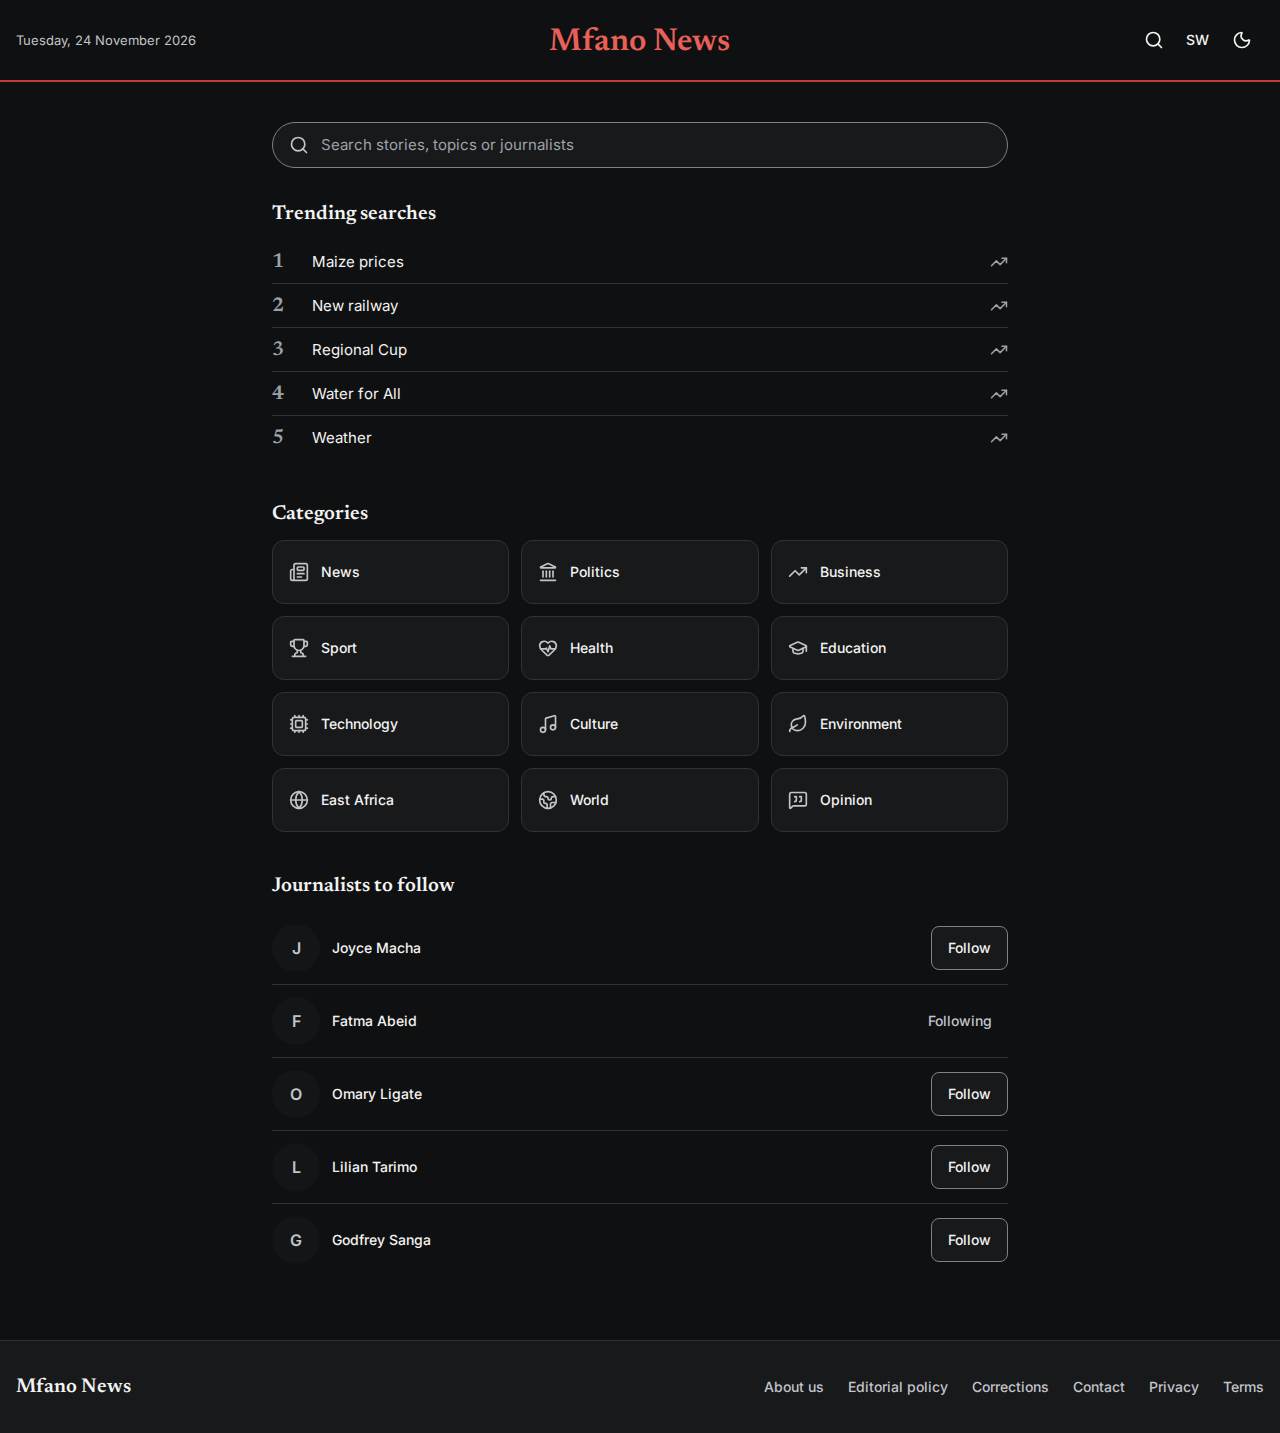 Tuesday, 24 November 2026
Mfano News
SW
Search stories, topics or journalists
Trending searches
1 Maize prices
2 New railway
3 Regional Cup
4 Water for All
5 Weather
Categories
News
Politics
Business
Sport
Health
Education
Technology
Culture
Environment
East Africa
World
Opinion
Journalists to follow
J Joyce Macha Follow
F Fatma Abeid Following
O Omary Ligate Follow
L Lilian Tarimo Follow
G Godfrey Sanga Follow
Mfano News
About us Editorial policy Corrections Contact Privacy Terms